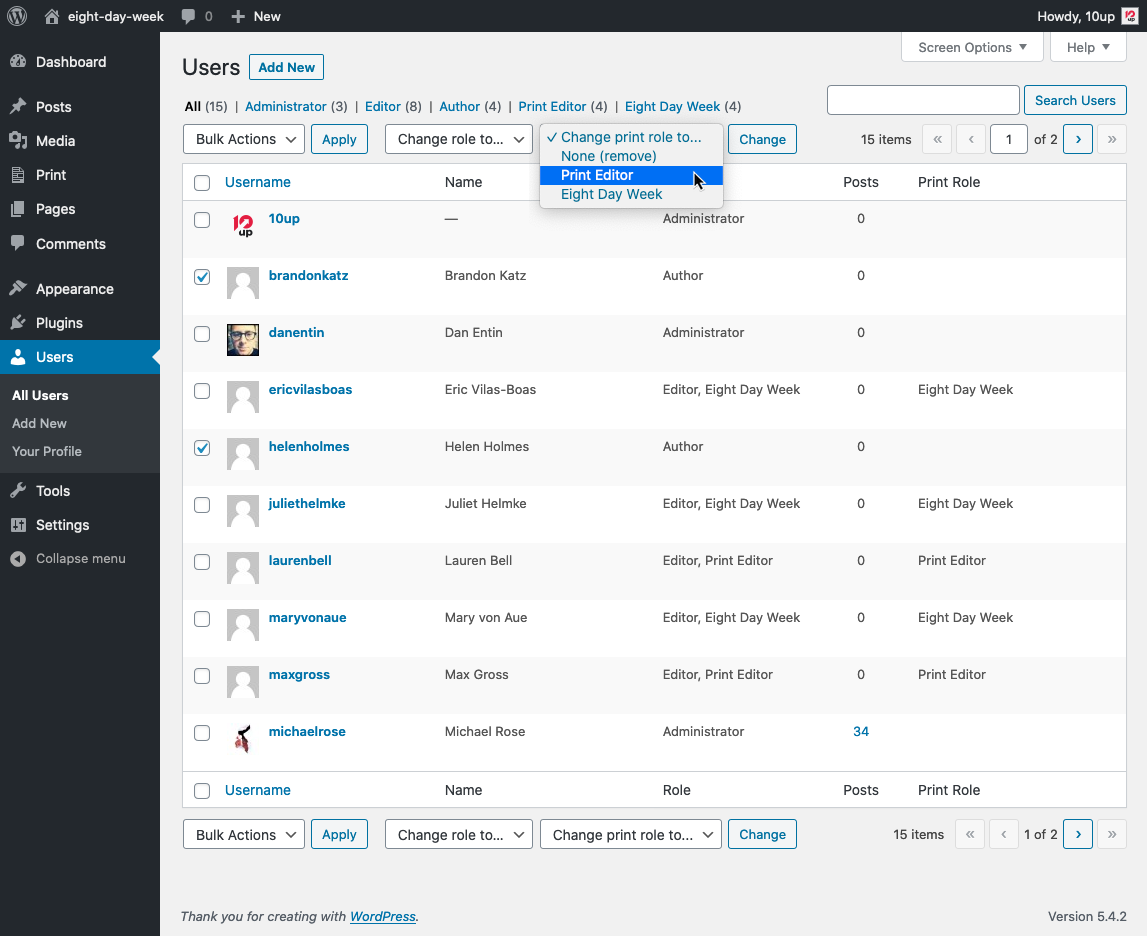 eight-day-week 0 New Howdy, 10up
Screen Options Help
Dashboard
Posts
Media
Print
Pages
Comments
Appearance
Plugins
Users
All Users
Add New
Your Profile
Tools
Settings
Collapse menu
Users Add New
All (15) | Administrator (3) | Editor (8) | Author (4) | Print Editor (4) | Eight Day Week (4)
Search Users
Bulk Actions Apply Change role to... ✓ Change print role to... Change 15 items « ‹ 1 of 2 › »
None (remove)
Print Editor
Eight Day Week
Username Name Posts Print Role
10up — Administrator 0
10up
brandonkatz Brandon Katz Author 0
danentin Dan Entin Administrator 0
ericvilasboas Eric Vilas-Boas Editor, Eight Day Week 0 Eight Day Week
helenholmes Helen Holmes Author 0
juliethelmke Juliet Helmke Editor, Eight Day Week 0 Eight Day Week
laurenbell Lauren Bell Editor, Print Editor 0 Print Editor
maryvonaue Mary von Aue Editor, Eight Day Week 0 Eight Day Week
maxgross Max Gross Editor, Print Editor 0 Print Editor
michaelrose Michael Rose Administrator 34
Username Name Role Posts Print Role
Bulk Actions Apply Change role to... Change print role to... Change 15 items « ‹ 1 of 2 › »
Thank you for creating with WordPress. Version 5.4.2